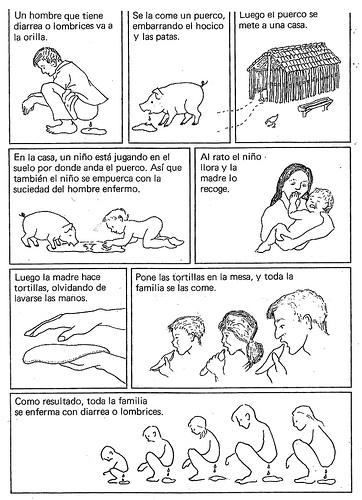 Un hombre que tiene
diarrea o lombrices va a
la orilla.
Se la come un puerco,
embarrando el hocico
y las patas.
Luego el puerco se
mete a una casa.
En la casa, un niño está jugando en el
suelo por donde anda el puerco. Así que
también el niño se empuerca con la
suciedad del hombre enfermo.
Al rato el niño
llora y la
madre lo
recoge.
Luego la madre hace
tortillas, olvidando de
lavarse las manos.
Pone las tortillas en la mesa, y toda la
familia se las come.
Como resultado, toda la familia
se enferma con diarrea o lombrices.